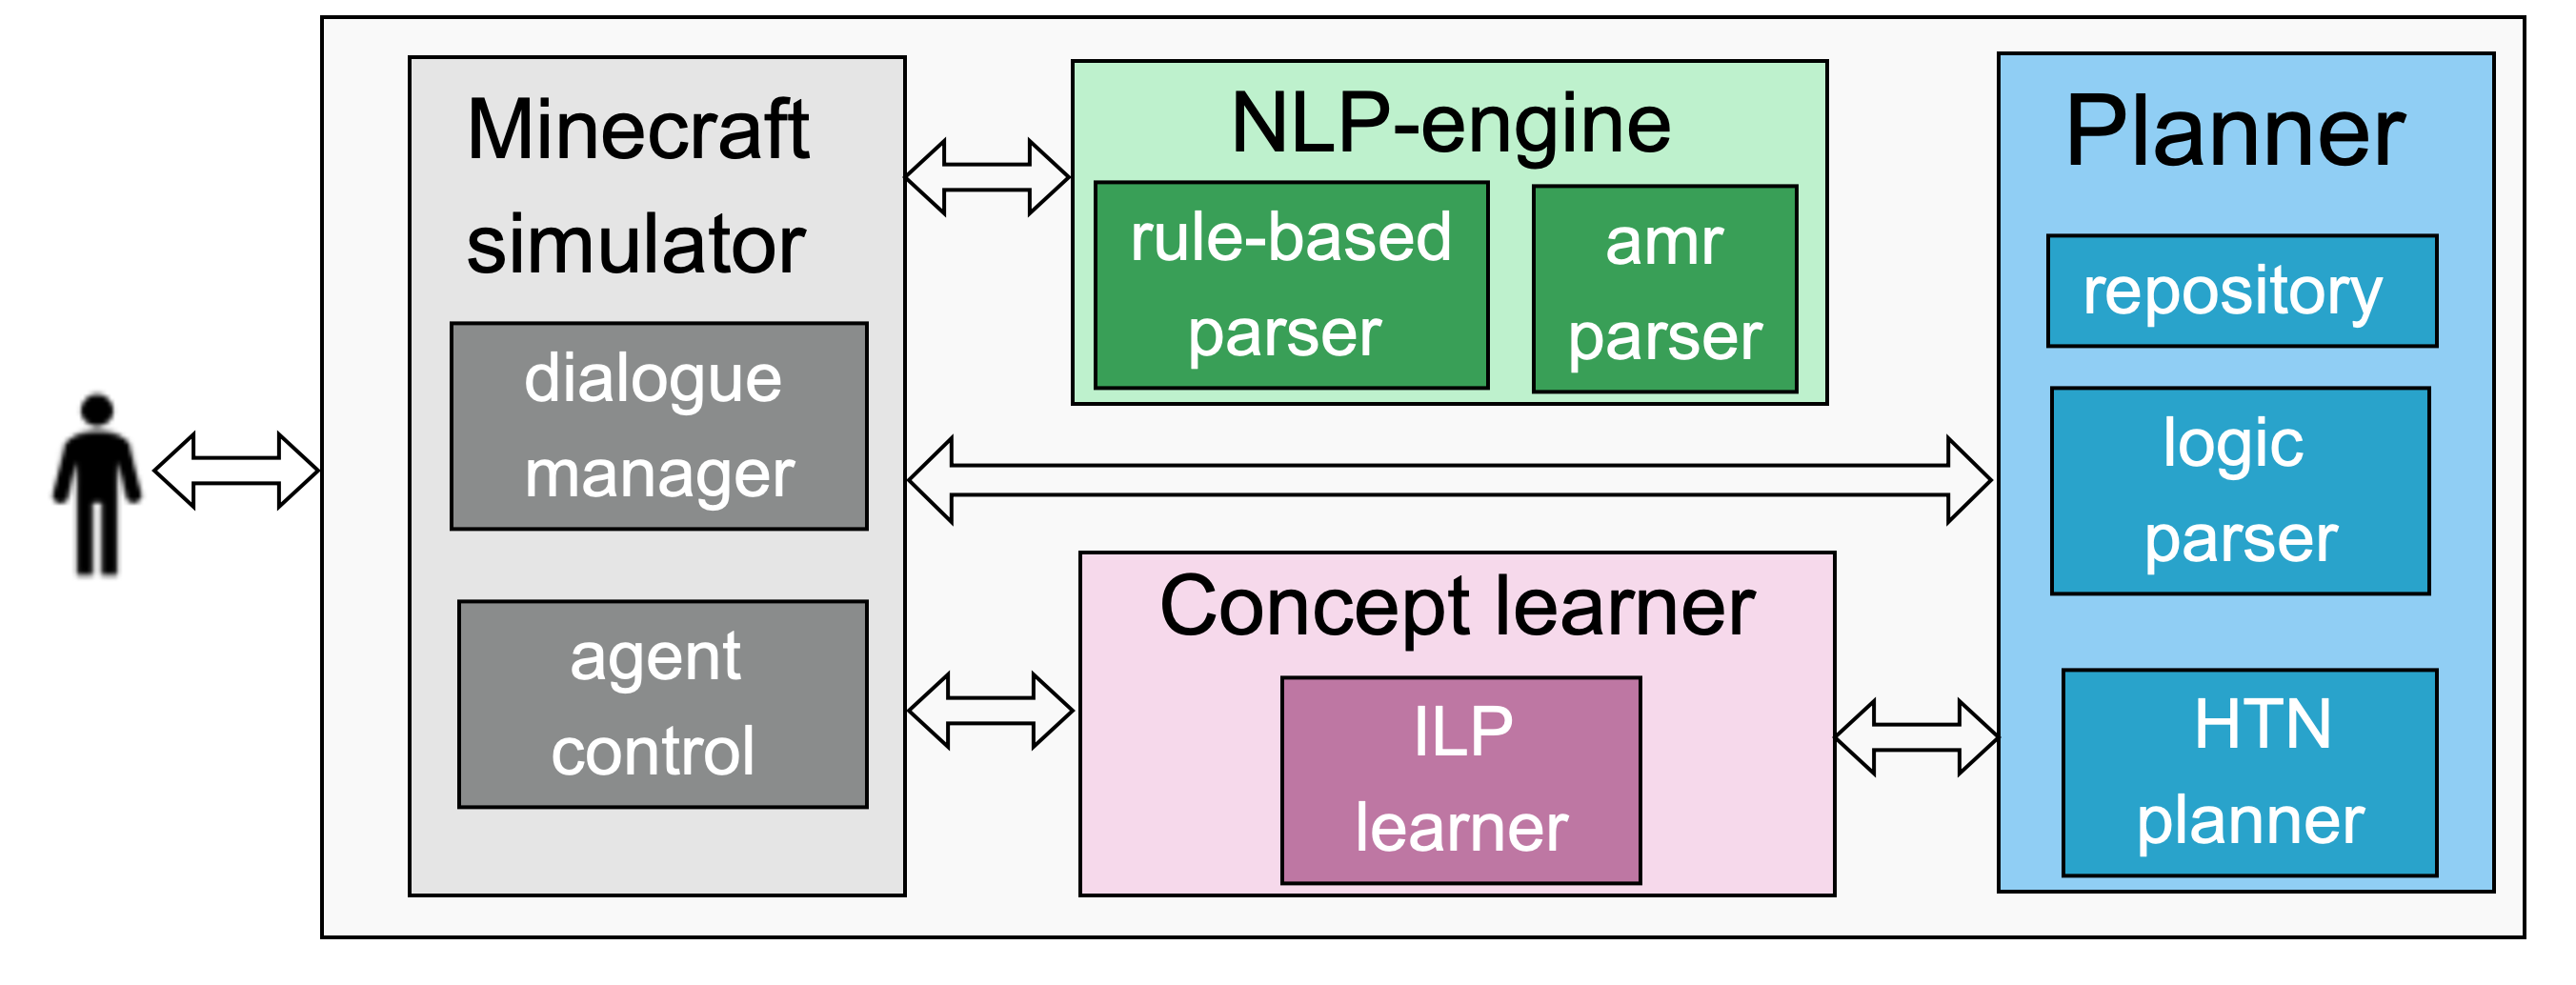 Minecraft
simulator
dialogue
manager
agent
control
NLP-engine
rule-based
parser
amr
parser
Concept learner
ILP
learner
Planner
repository
logic
parser
HTN
planner